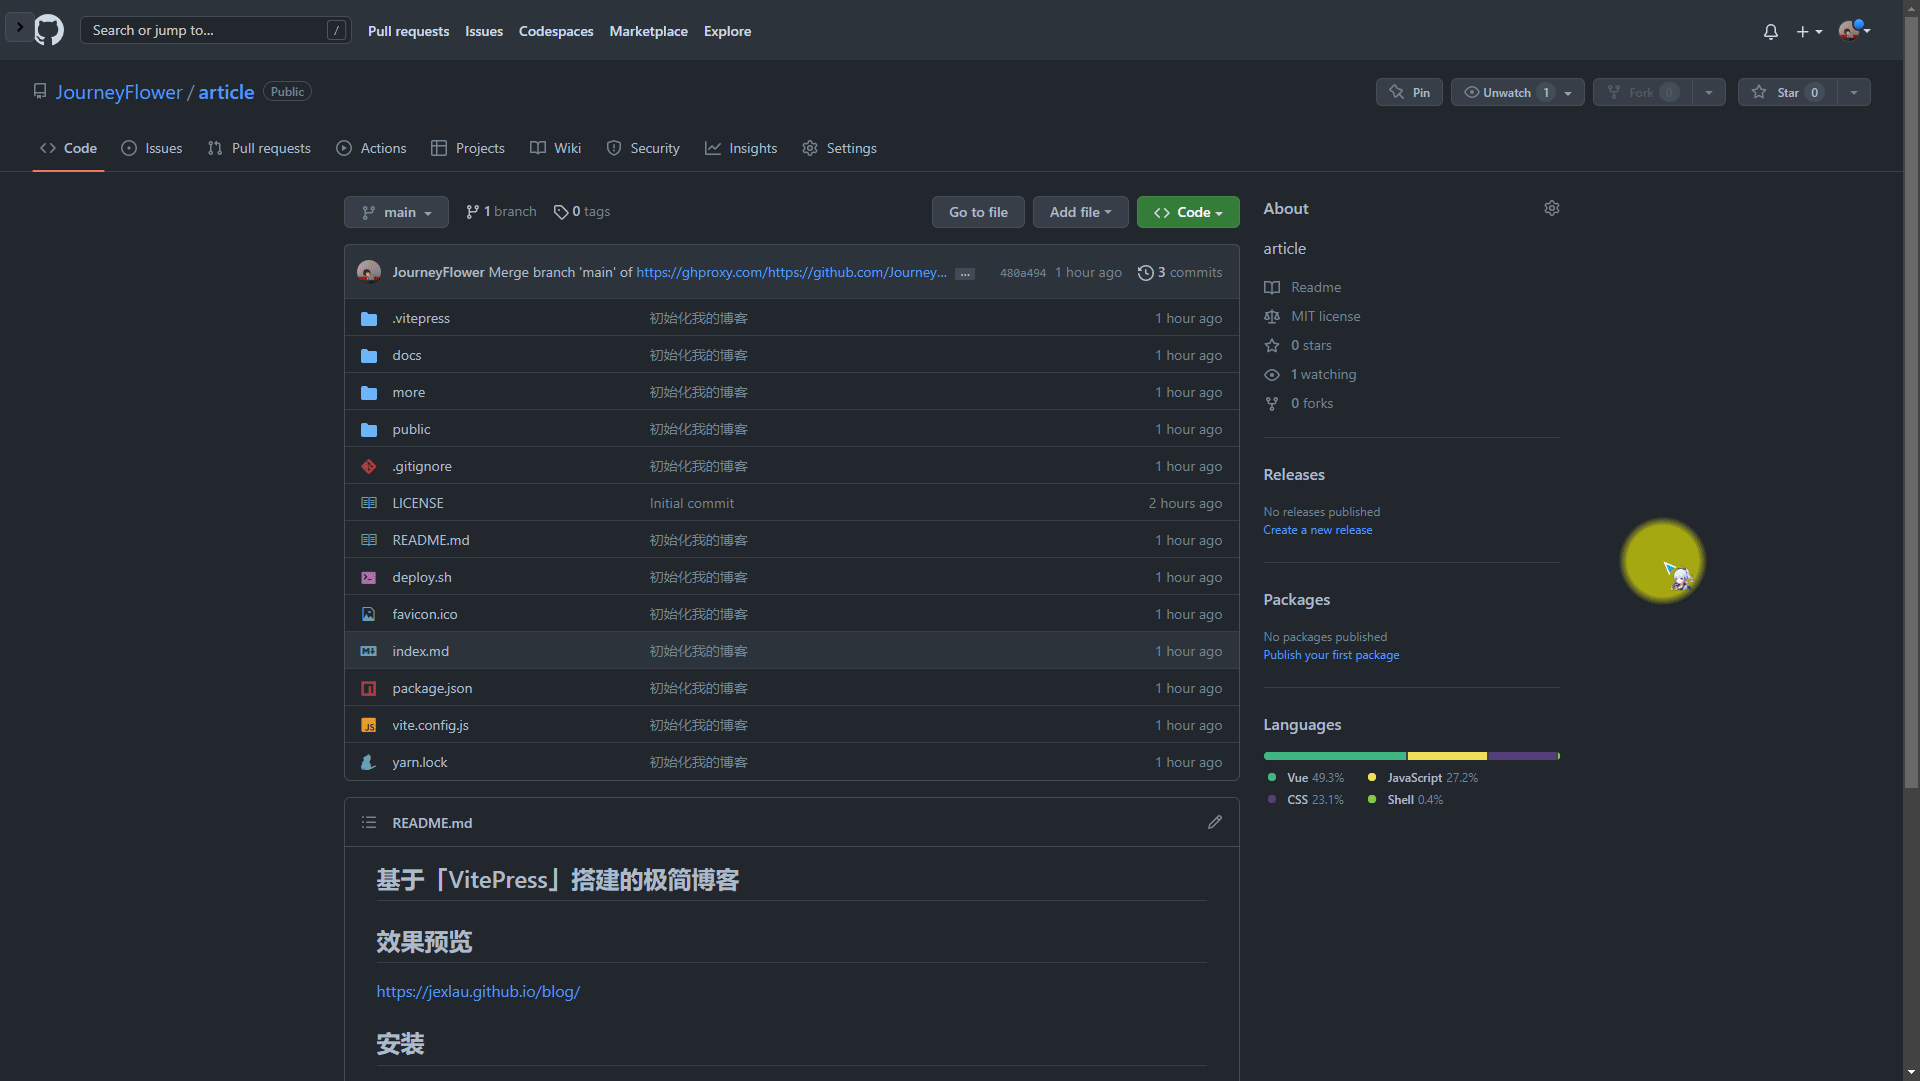 Search or jump to... /
Pull requests Issues Codespaces Marketplace Explore
JourneyFlower / article Public
Pin
Unwatch 1
Fork 0
Star 0
Code Issues Pull requests Actions Projects Wiki Security Insights Settings
main
1 branch 0 tags
Go to file
Add file
Code
JourneyFlower Merge branch 'main' of https://ghproxy.com/https://github.com/Journey... ... 480a494 1 hour ago 3 commits
.vitepress 初始化我的博客 1 hour ago
docs 初始化我的博客 1 hour ago
more 初始化我的博客 1 hour ago
public 初始化我的博客 1 hour ago
.gitignore 初始化我的博客 1 hour ago
LICENSE Initial commit 2 hours ago
README.md 初始化我的博客 1 hour ago
deploy.sh 初始化我的博客 1 hour ago
favicon.ico 初始化我的博客 1 hour ago
index.md 初始化我的博客 1 hour ago
package.json 初始化我的博客 1 hour ago
vite.config.js 初始化我的博客 1 hour ago
yarn.lock 初始化我的博客 1 hour ago
README.md
基于「VitePress」搭建的极简博客
效果预览
https://jexlau.github.io/blog/
安装
About
article
Readme
MIT license
0 stars
1 watching
0 forks
Releases
No releases published
Create a new release
Packages
No packages published
Publish your first package
Languages
Vue 49.3% JavaScript 27.2%
CSS 23.1% Shell 0.4%